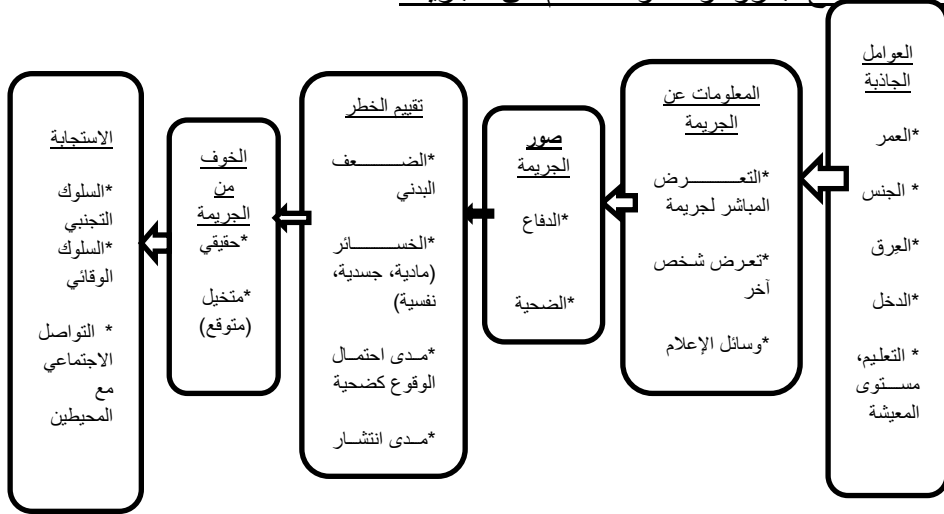 العوامل
الجاذبة
*العمر
* الجنس
*العِرق
*الدخل
* التعليم،
مستوى
المعيشة
المعلومات عن
الجريمة
*التعرض
المباشر لجريمة
*تعرض شخص
آخر
*وسائل الإعلام
صور
الجريمة
*الدفاع
*الضحية
تقييم الخطر
*الضعف
البدني
*الخسائر
(مادية، جسدية،
نفسية)
*مدى احتمال
الوقوع كضحية
*مدى انتشار
الخوف
من
الجريمة
*حقيقي
*متخيل
(متوقع)
الاستجابة
*السلوك
التجنبي
*السلوك
الوقائي
* التواصل
الاجتماعي
مع
المحيطين